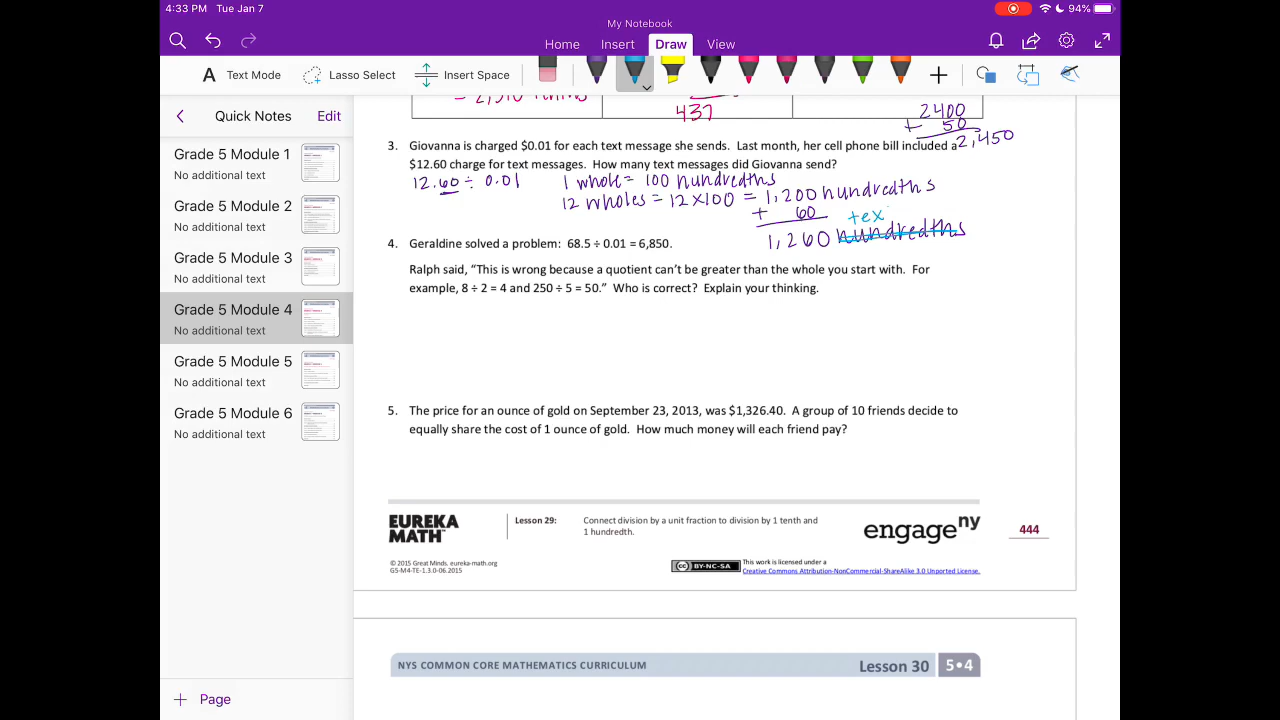 4:33 PM Tue Jan 7
94%
My Notebook
Home Insert Draw View
A Text Mode
Lasso Select
Insert Space
Quick Notes
Edit
Grade 5 Module 1
No additional text
Grade 5 Module 2
No additional text
Grade 5 Module 3
No additional text
Grade 5 Module 4
No additional text
Grade 5 Module 5
No additional text
Grade 5 Module 6
No additional text
Page
= 2,310 tenths
437
2400
+ 50
2,450
3. Giovanna is charged $0.01 for each text message she sends. Last month, her cell phone bill included a
$12.60 charge for text messages. How many text messages did Giovanna send?
12.60 ÷ 0.01
1 whole = 100 hundredths
12 wholes = 12 × 100 = 1,200 hundredths
+ 60
tex
1,260 hundredths
4. Geraldine solved a problem: 68.5 ÷ 0.01 = 6,850.
Ralph said, “This is wrong because a quotient can’t be greater than the whole you start with. For
example, 8 ÷ 2 = 4 and 250 ÷ 5 = 50.” Who is correct? Explain your thinking.
5. The price for an ounce of gold on September 23, 2013, was $1,326.40. A group of 10 friends decide to
equally share the cost of 1 ounce of gold. How much money will each friend pay?
EUREKA
MATH™
Lesson 29:
Connect division by a unit fraction to division by 1 tenth and
1 hundredth.
engage ny
444
© 2015 Great Minds. eureka-math.org
G5-M4-TE-1.3.0-06.2015
CC BY-NC-SA
This work is licensed under a
Creative Commons Attribution-NonCommercial-ShareAlike 3.0 Unported License.
NYS COMMON CORE MATHEMATICS CURRICULUM
Lesson 30
5•4